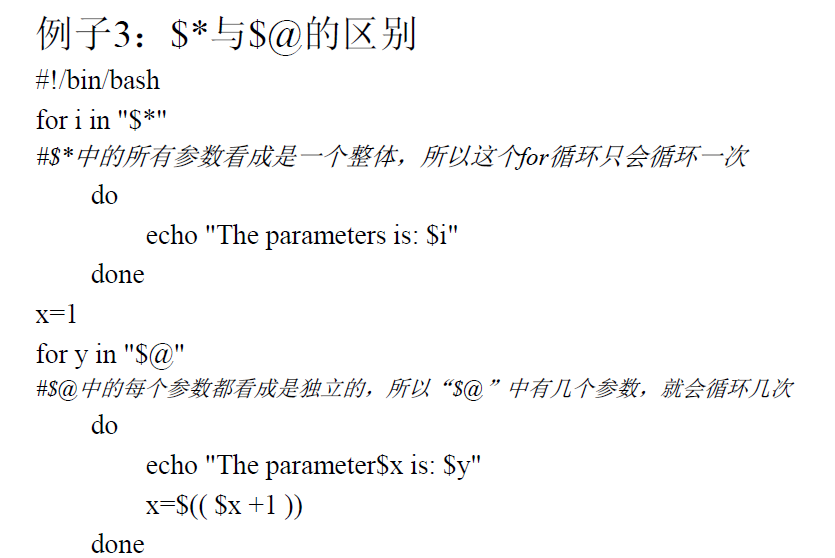 例子3：$*与$@的区别
#!/bin/bash
for i in "$*"
#$*中的所有参数看成是一个整体，所以这个for循环只会循环一次
do
echo "The parameters is: $i"
done
x=1
for y in "$@"
#$@中的每个参数都看成是独立的，所以“$@”中有几个参数，就会循环几次
do
echo "The parameter$x is: $y"
x=$(( $x +1 ))
done